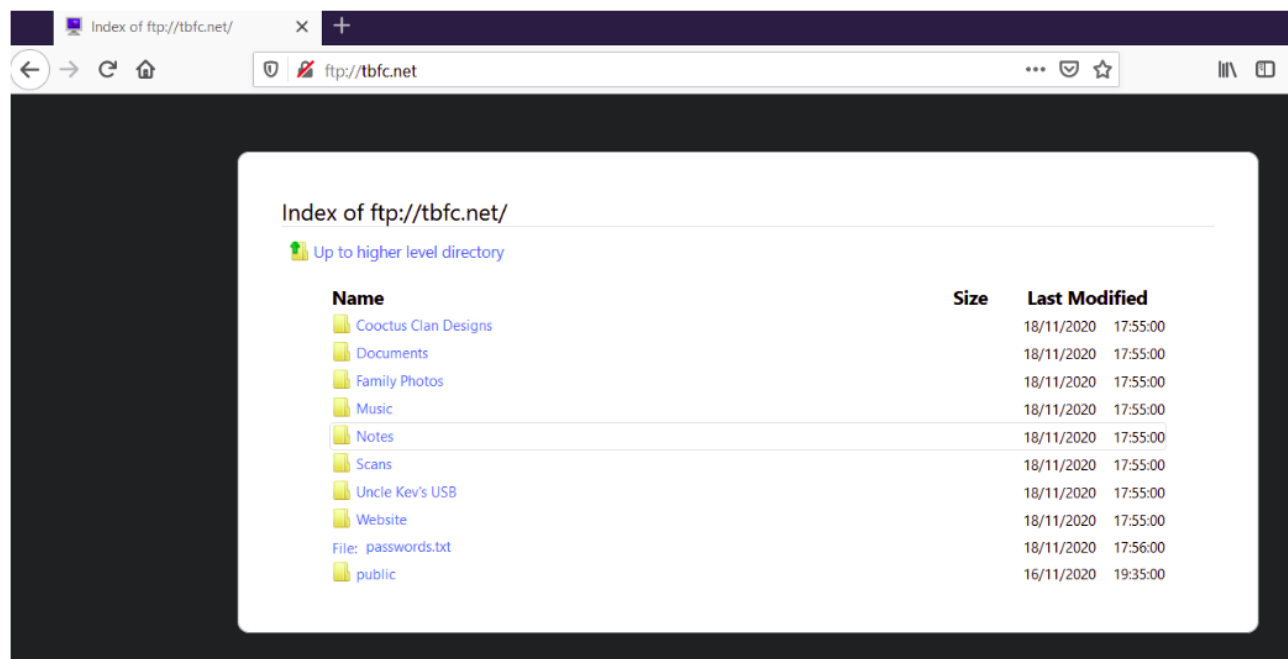 Index of ftp://tbfc.net/
ftp://tbfc.net
Index of ftp://tbfc.net/
Up to higher level directory
Name Size Last Modified
Cooctus Clan Designs 18/11/2020 17:55:00
Documents 18/11/2020 17:55:00
Family Photos 18/11/2020 17:55:00
Music 18/11/2020 17:55:00
Notes 18/11/2020 17:55:00
Scans 18/11/2020 17:55:00
Uncle Kev's USB 18/11/2020 17:55:00
Website 18/11/2020 17:55:00
File: passwords.txt 18/11/2020 17:56:00
public 16/11/2020 19:35:00